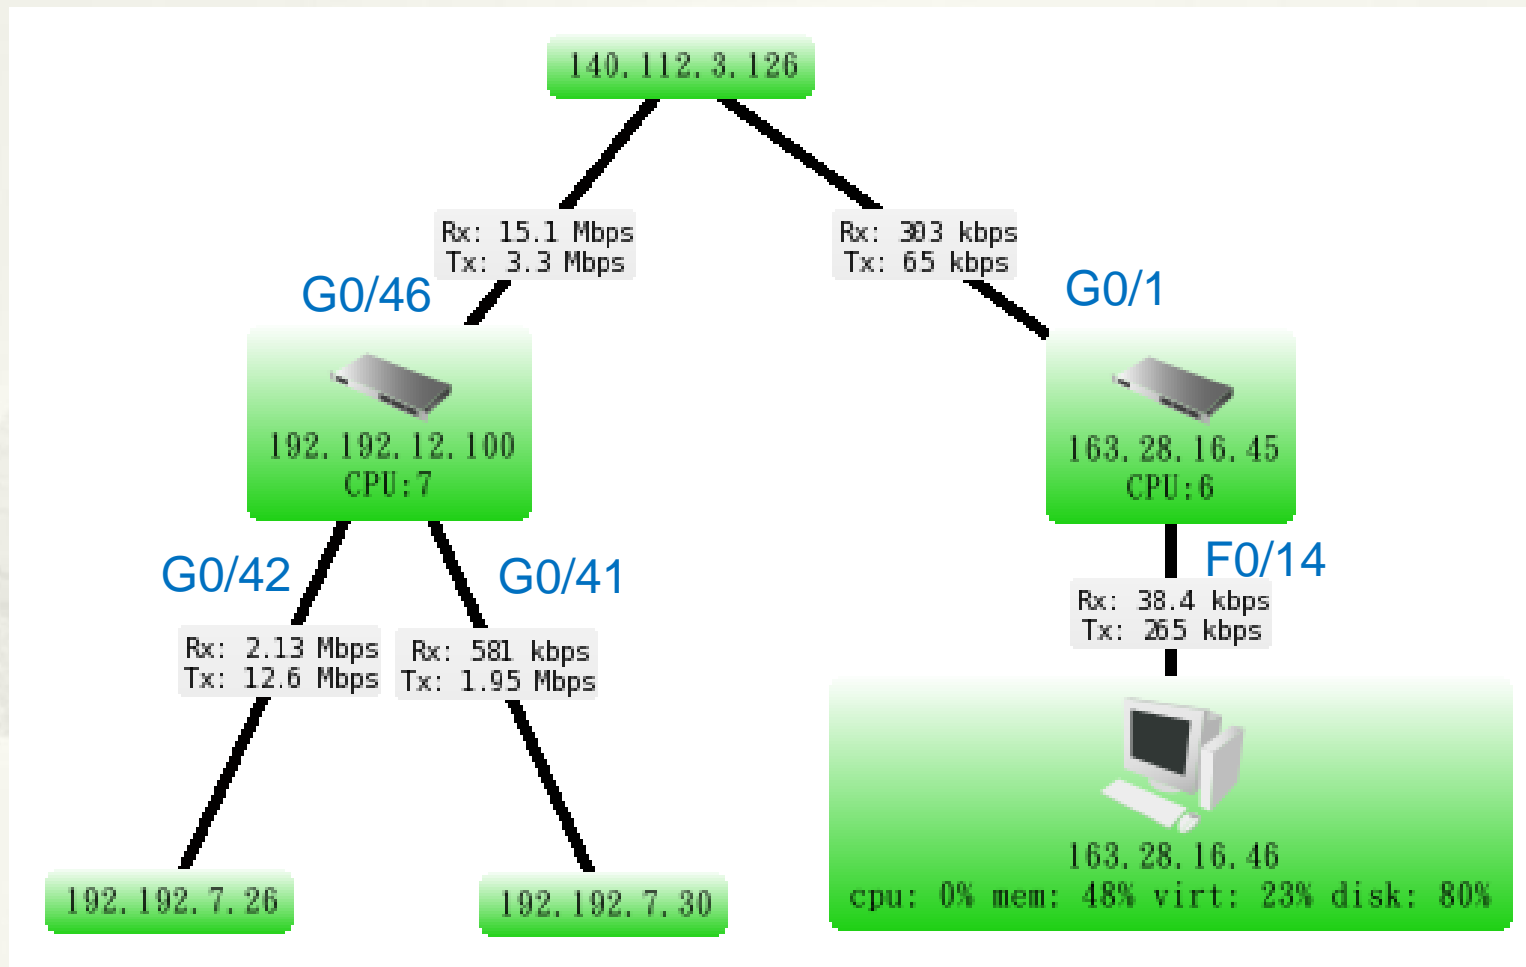 140.112.3.126
Rx: 15.1 Mbps
Tx: 3.3 Mbps
Rx: 303 kbps
Tx: 65 kbps
G0/46
G0/1
192.192.12.100
CPU:7
163.28.16.45
CPU:6
G0/42
G0/41
F0/14
Rx: 2.13 Mbps
Tx: 12.6 Mbps
Rx: 581 kbps
Tx: 1.95 Mbps
Rx: 38.4 kbps
Tx: 265 kbps
192.192.7.26
192.192.7.30
163.28.16.46
cpu: 0% mem: 48% virt: 23% disk: 80%